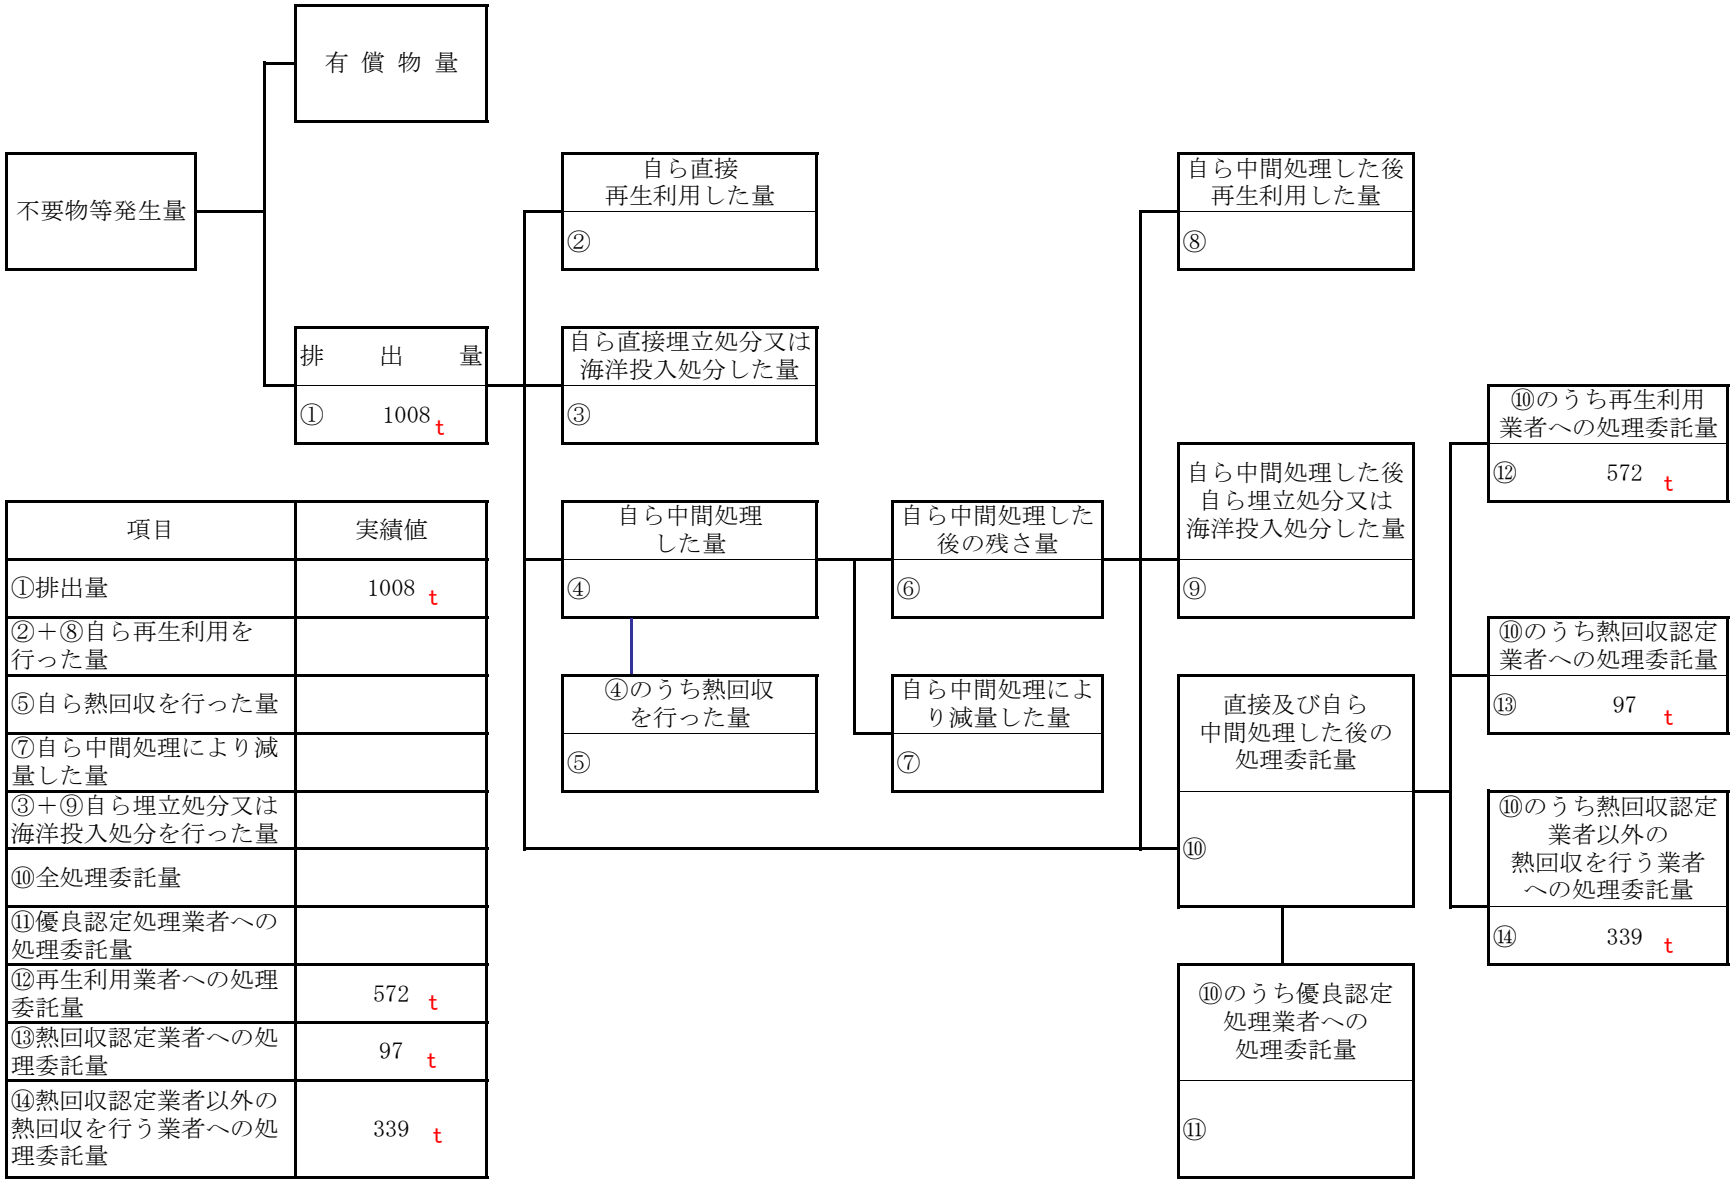 有 償 物 量
不要物等発生量
自ら直接
再生利用した量
②
自ら中間処理した後
再生利用した量
⑧
排 出 量
① 1008 t
自ら直接埋立処分又は
海洋投入処分した量
③
⑩のうち再生利用
業者への処理委託量
⑫ 572 t
自ら中間処理
した量
④
自ら中間処理した
後の残さ量
⑥
自ら中間処理した後
自ら埋立処分又は
海洋投入処分した量
⑨
⑩のうち熱回収認定
業者への処理委託量
⑬ 97 t
④のうち熱回収
を行った量
⑤
自ら中間処理によ
り減量した量
⑦
直接及び自ら
中間処理した後の
処理委託量
⑩
⑩のうち熱回収認定
業者以外の
熱回収を行う業者
への処理委託量
⑭ 339 t
⑩のうち優良認定
処理業者への
処理委託量
⑪
項目 実績値
①排出量 1008 t
②＋⑧自ら再生利用を
行った量
⑤自ら熱回収を行った量
⑦自ら中間処理により減
量した量
③＋⑨自ら埋立処分又は
海洋投入処分を行った量
⑩全処理委託量
⑪優良認定処理業者への
処理委託量
⑫再生利用業者への処理
委託量 572 t
⑬熱回収認定業者への処
理委託量 97 t
⑭熱回収認定業者以外の
熱回収を行う業者への処
理委託量 339 t